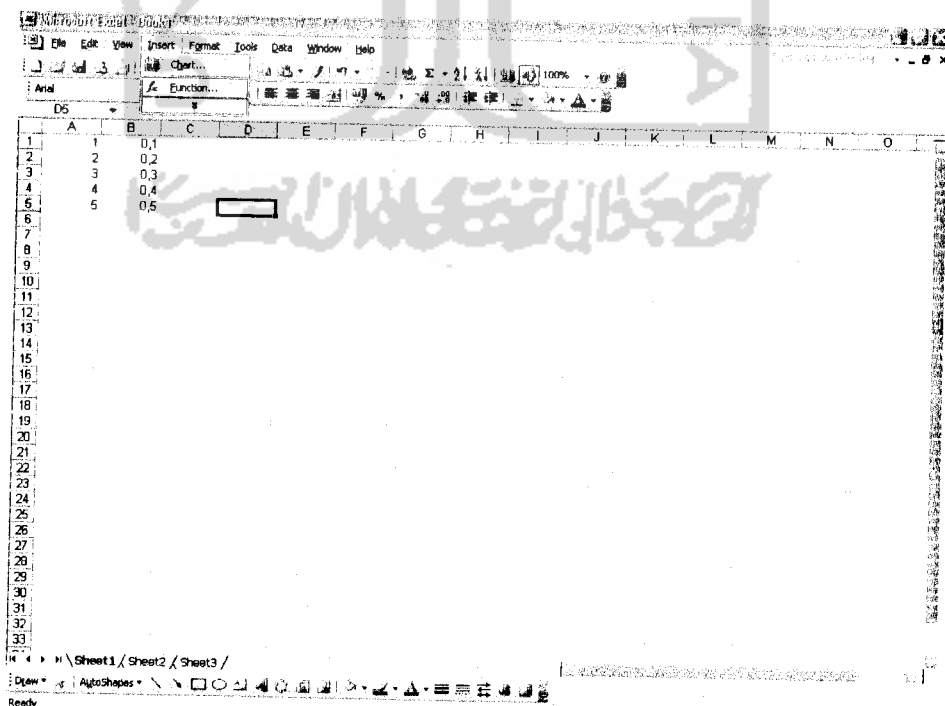 Microsoft Excel - Book1
File Edit View Insert Format Tools Data Window Help
Chart...
100%
Arial
Function...
D5
A B C D E F G H I J K L M N O
1 1 0,1
2 2 0,2
3 3 0,3
4 4 0,4
5 5 0,5
6
7
8
9
10
11
12
13
14
15
16
17
18
19
20
21
22
23
24
25
26
27
28
29
30
31
32
33
Sheet1 / Sheet2 / Sheet3 /
Draw AutoShapes
Ready